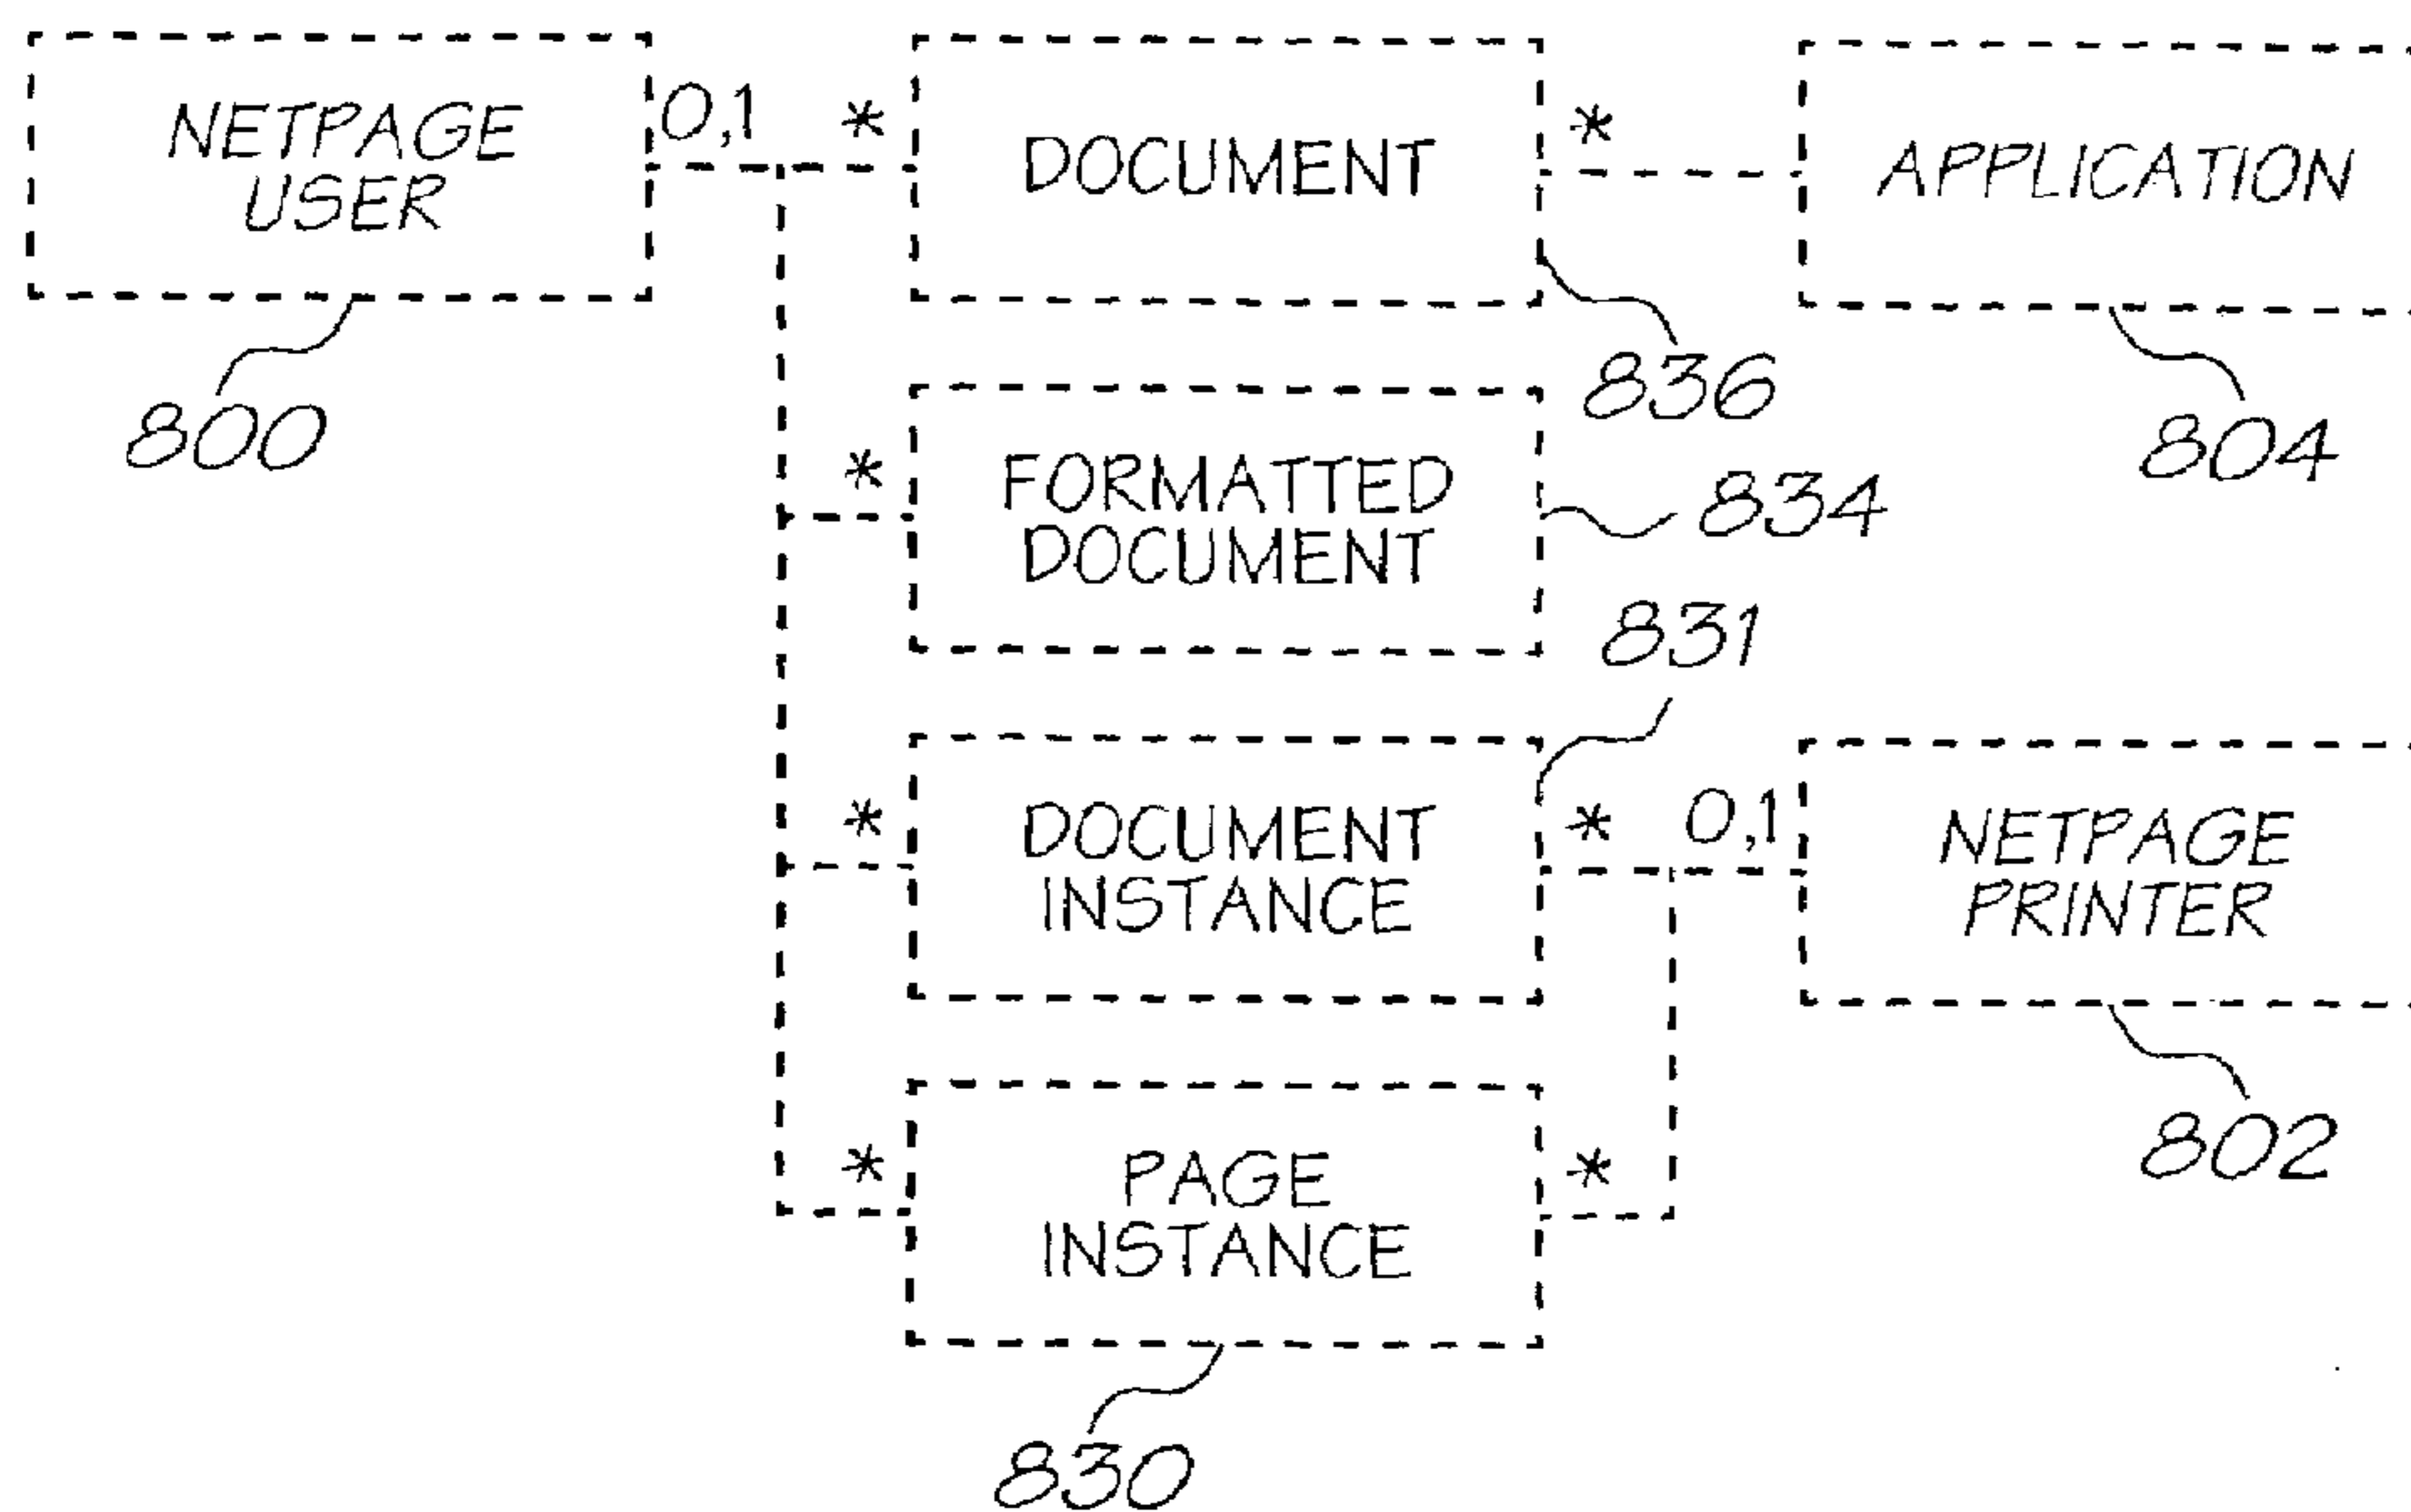 NETPAGE
USER
0,1
*
DOCUMENT
*
APPLICATION
800
836
804
*
FORMATTED
DOCUMENT
834
831
*
DOCUMENT
INSTANCE
*
0,1
NETPAGE
PRINTER
802
*
PAGE
INSTANCE
*
830